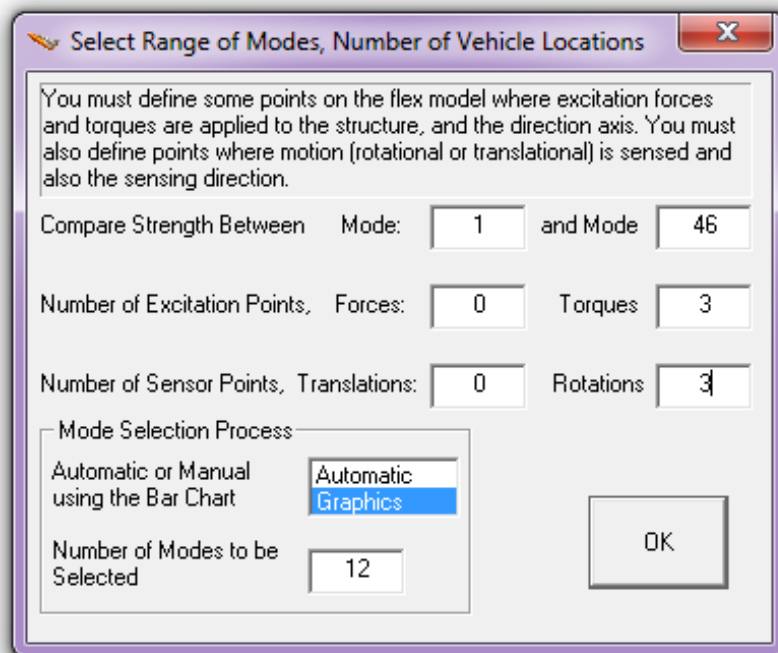 Select Range of Modes, Number of Vehicle Locations
X
You must define some points on the flex model where excitation forces
and torques are applied to the structure, and the direction axis. You must
also define points where motion (rotational or translational) is sensed and
also the sensing direction.
Compare Strength Between Mode: 1 and Mode 46
Number of Excitation Points, Forces: 0 Torques 3
Number of Sensor Points, Translations: 0 Rotations 3
Mode Selection Process
Automatic or Manual
using the Bar Chart
Automatic
Graphics
Number of Modes to be
Selected
12
OK